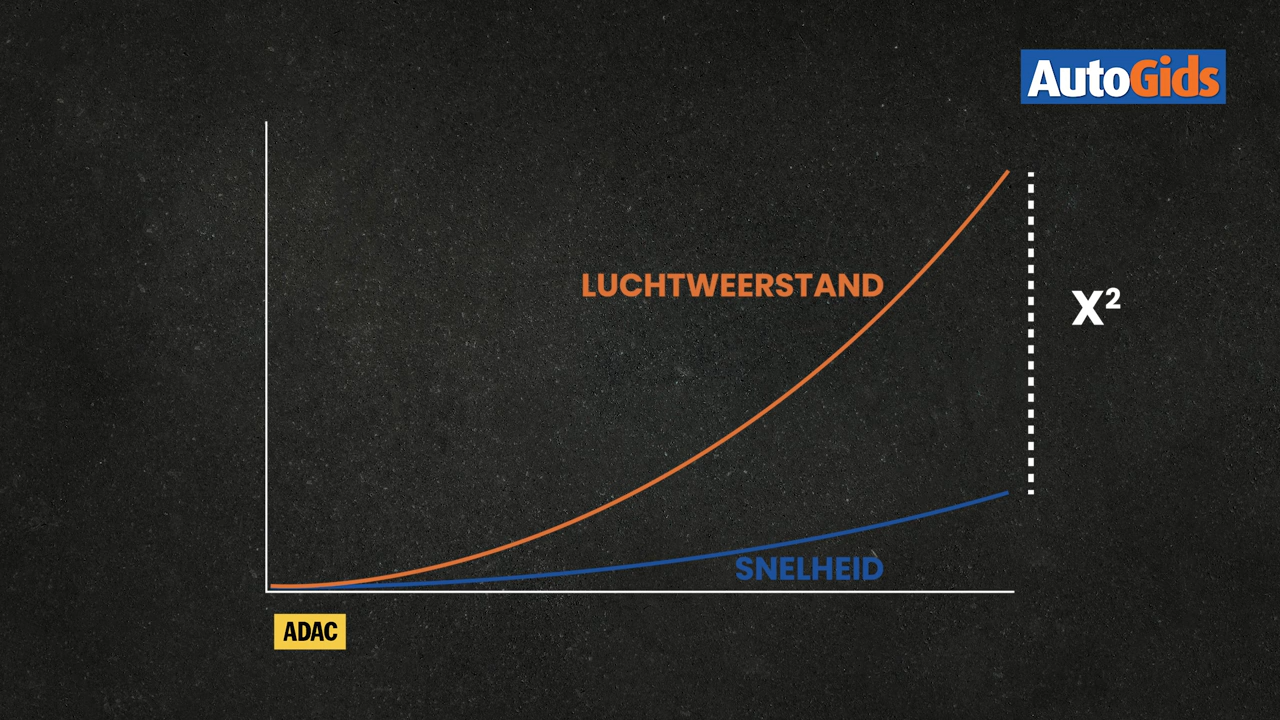 AutoGids
LUCHTWEERSTAND
X²
SNELHEID
ADAC